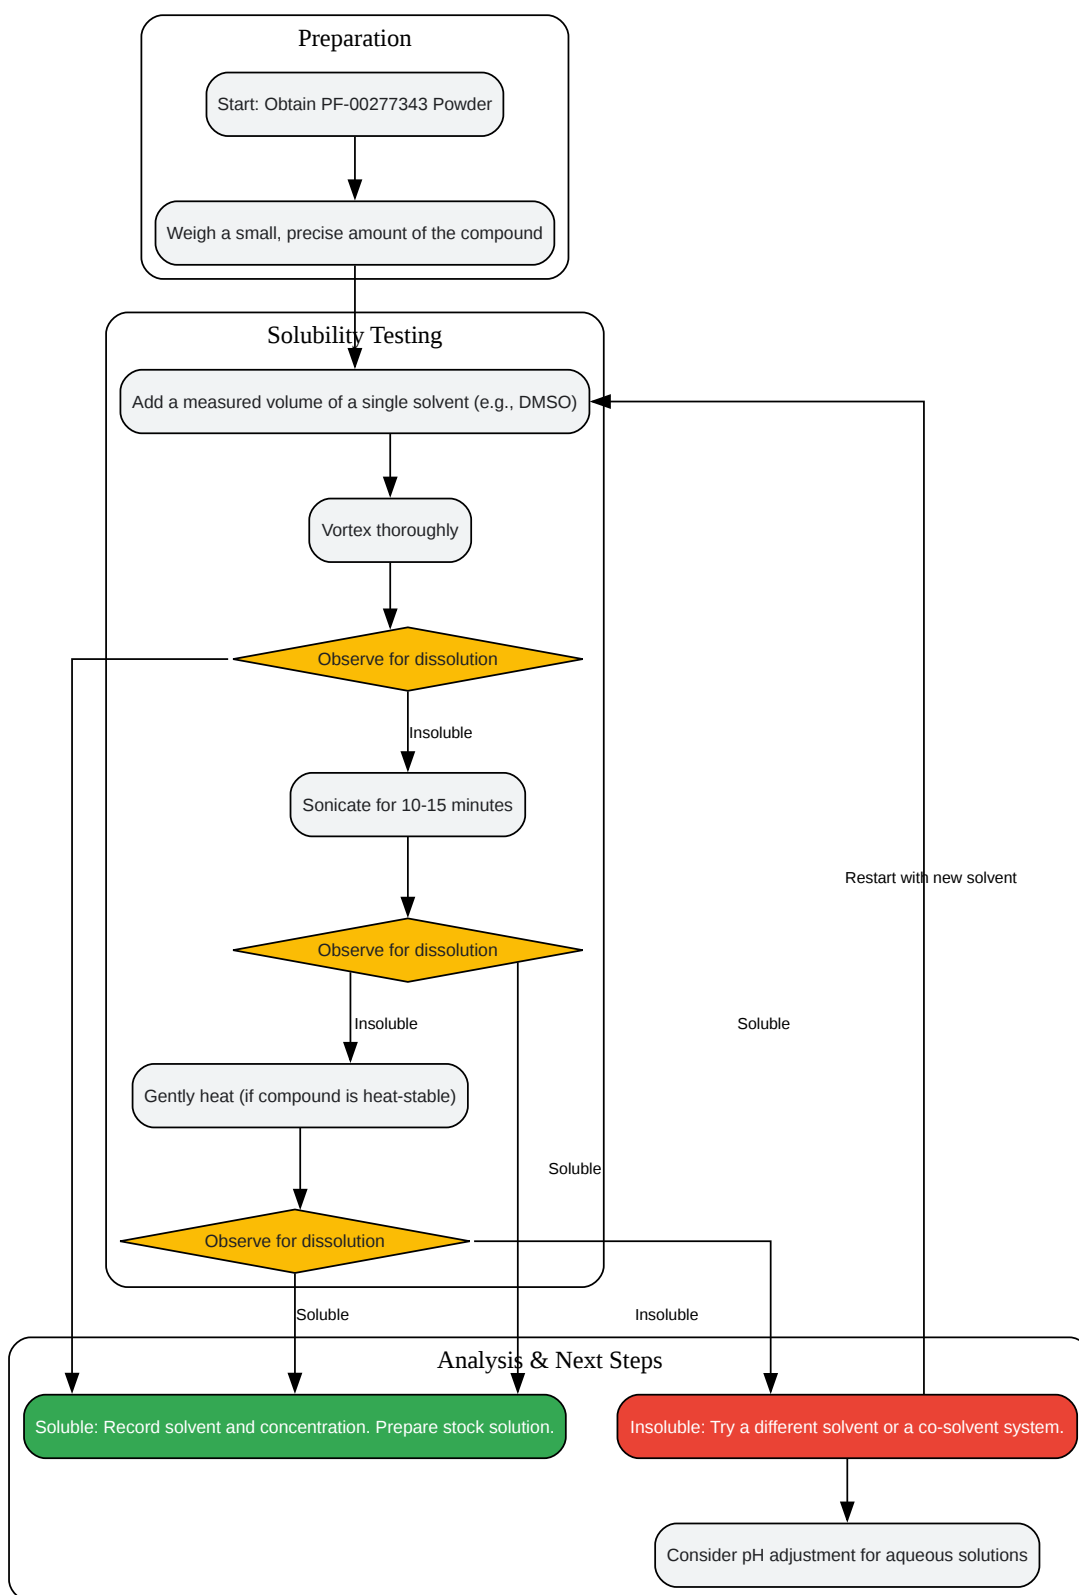 Preparation
Start: Obtain PF-00277343 Powder
Weigh a small, precise amount of the compound
Solubility Testing
Add a measured volume of a single solvent (e.g., DMSO)
Vortex thoroughly
Observe for dissolution
Insoluble
Sonicate for 10-15 minutes
Restart with new solvent
Observe for dissolution
Insoluble
Soluble
Gently heat (if compound is heat-stable)
Soluble
Observe for dissolution
Soluble
Insoluble
Analysis & Next Steps
Soluble: Record solvent and concentration. Prepare stock solution.
Insoluble: Try a different solvent or a co-solvent system.
Consider pH adjustment for aqueous solutions